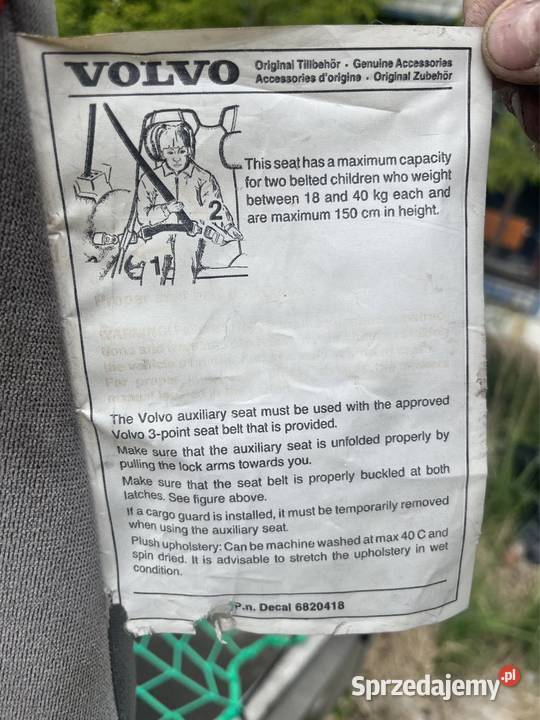 VOLVO
Original Tillbehör · Genuine Accessories
Accessories d'origine · Original Zubehör
This seat has a maximum capacity
for two belted children who weight
between 18 and 40 kg each and
are maximum 150 cm in height.
2
1
The Volvo auxiliary seat must be used with the approved
Volvo 3-point seat belt that is provided.
Make sure that the auxiliary seat is unfolded properly by
pulling the lock arms towards you.
Make sure that the seat belt is properly buckled at both
latches. See figure above.
If a cargo guard is installed, it must be temporarily removed
when using the auxiliary seat.
Plush upholstery: Can be machine washed at max 40 C and
spin dried. It is advisable to stretch the upholstery in wet
condition.
P.n. Decal 6820418
Sprzedajemy.pl